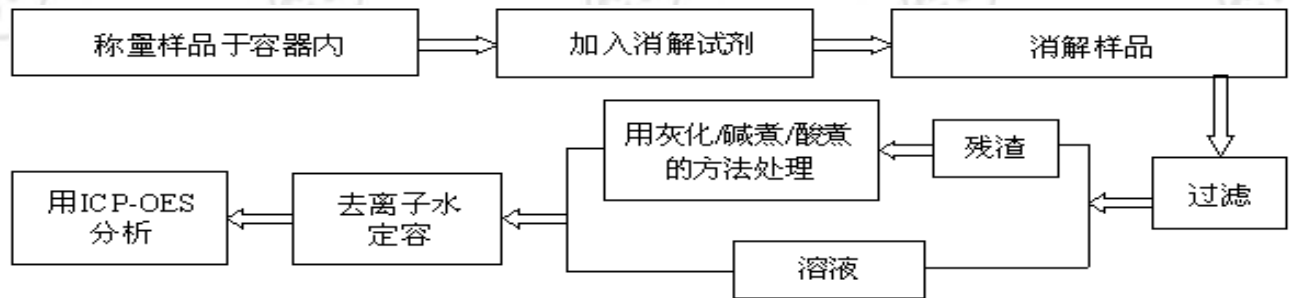 称量样品于容器内
加入消解试剂
消解样品
用灰化/碱煮/酸煮
的方法处理
残渣
过滤
用ICP-OES
分析
去离子水
定容
溶液